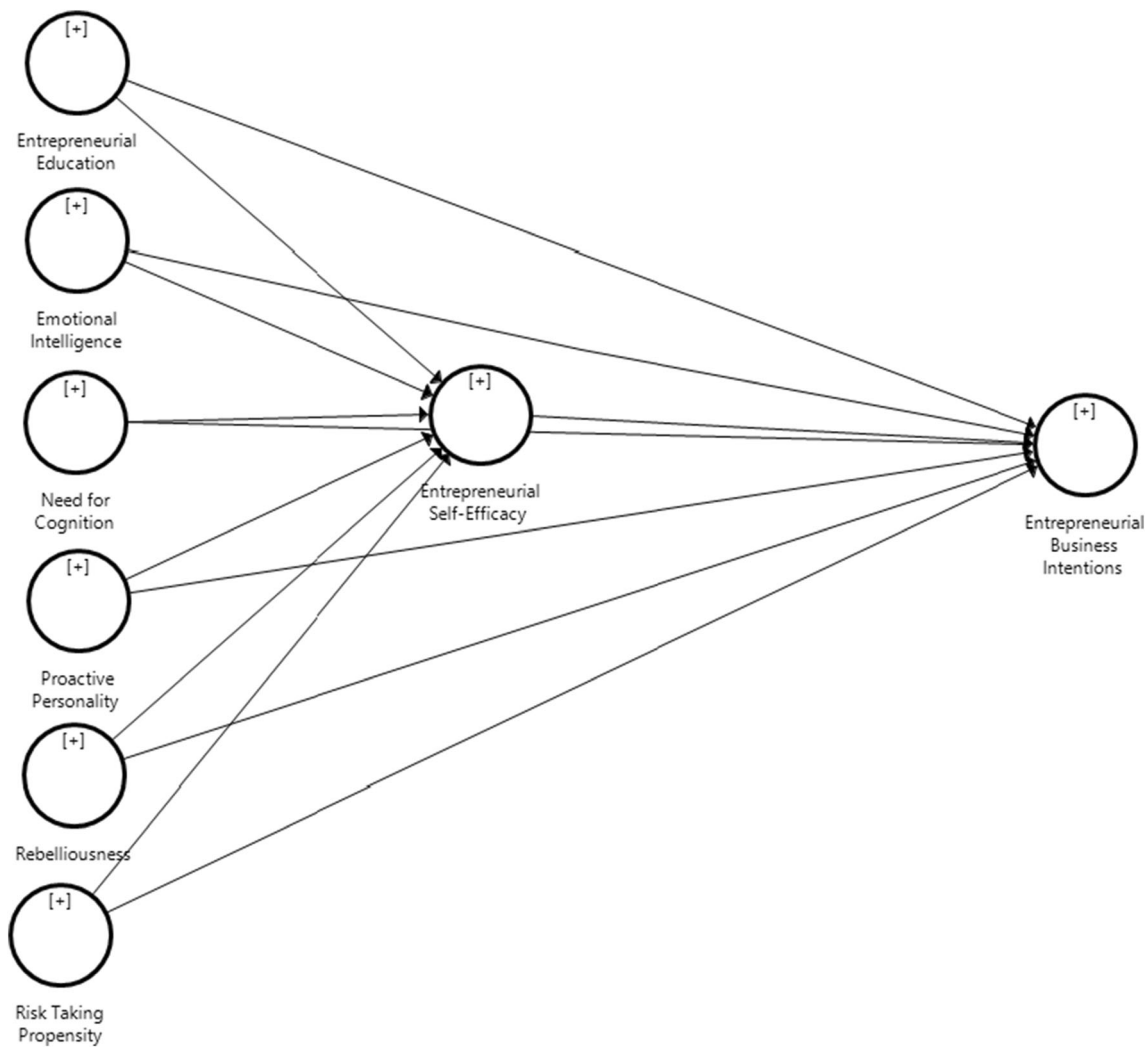 [+]
Entrepreneurial
Education
[+]
Emotional
Intelligence
[+]
Need for
Cognition
[+]
Proactive
Personality
[+]
Rebelliousness
[+]
Risk Taking
Propensity
[+]
Entrepreneurial
Self-Efficacy
[+]
Entrepreneurial
Business
Intentions